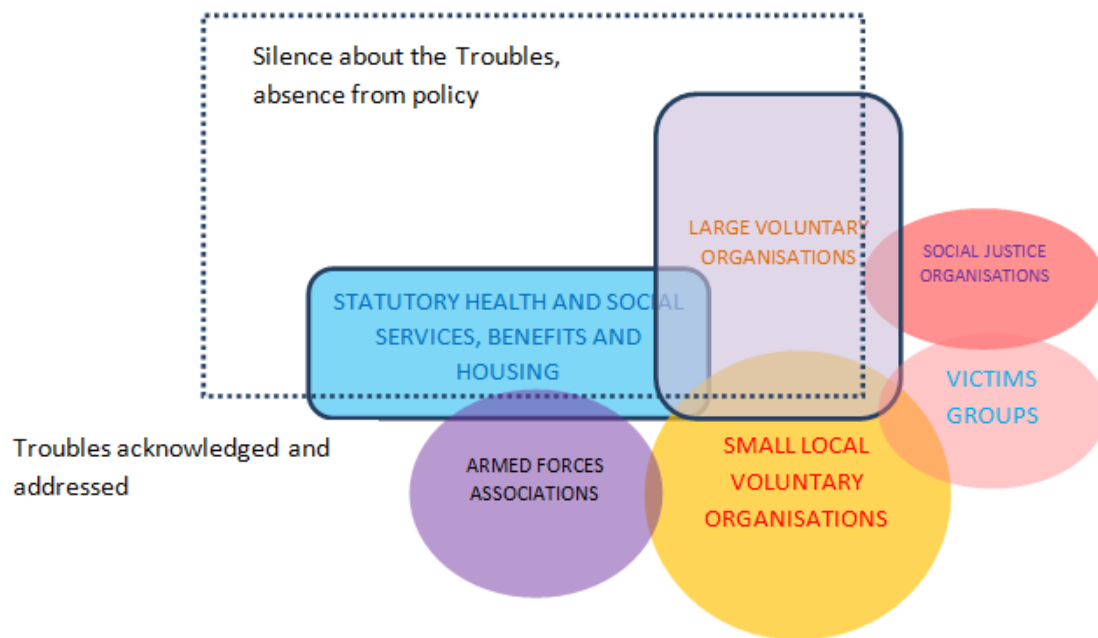 Silence about the Troubles,
absence from policy
LARGE VOLUNTARY
ORGANISATIONS
SOCIAL JUSTICE
ORGANISATIONS
STATUTORY HEALTH AND SOCIAL
SERVICES, BENEFITS AND
HOUSING
VICTIMS
GROUPS
Troubles acknowledged and
addressed
ARMED FORCES
ASSOCIATIONS
SMALL LOCAL
VOLUNTARY
ORGANISATIONS